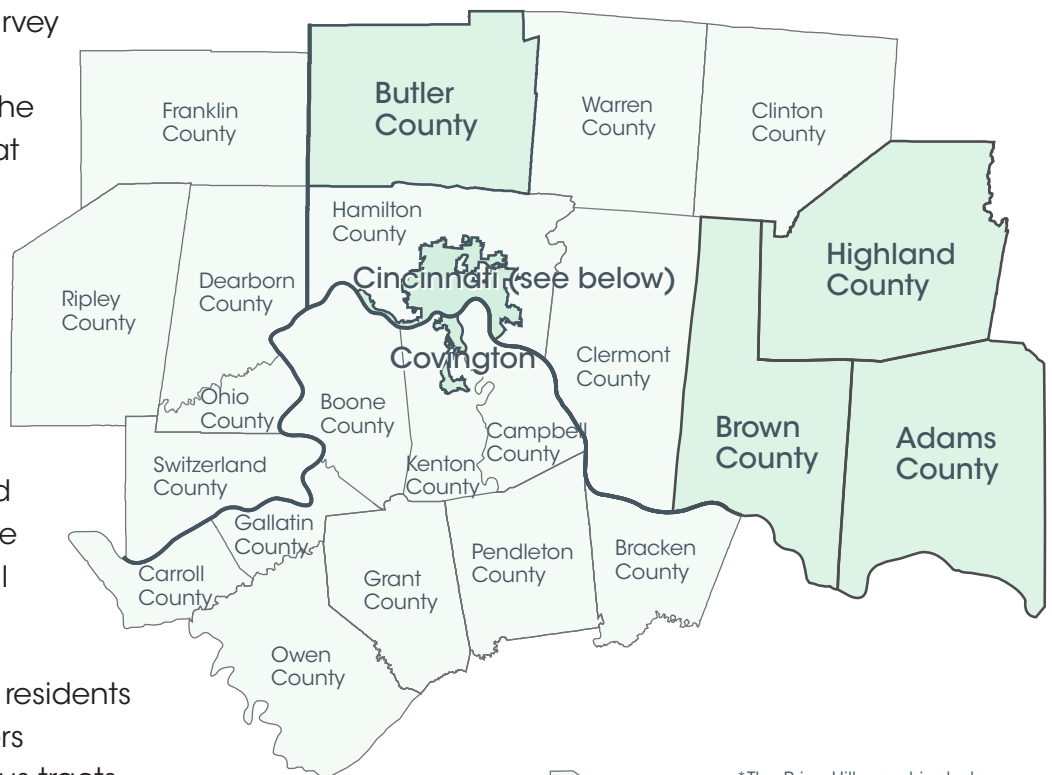 rvey
he
at
d
e
l
residents
rs
Franklin
County
Butler
County
Warren
County
Clinton
County
Hamilton
County
Highland
County
Cincinnati (see below)
Dearborn
County
Ripley
County
Covington
Clermont
County
Ohio
County
Boone
County
Campbell
County
Brown
County
Adams
County
Switzerland
County
Kenton
County
Gallatin
County
Pendleton
County
Bracken
County
Carroll
County
Grant
County
Owen
County